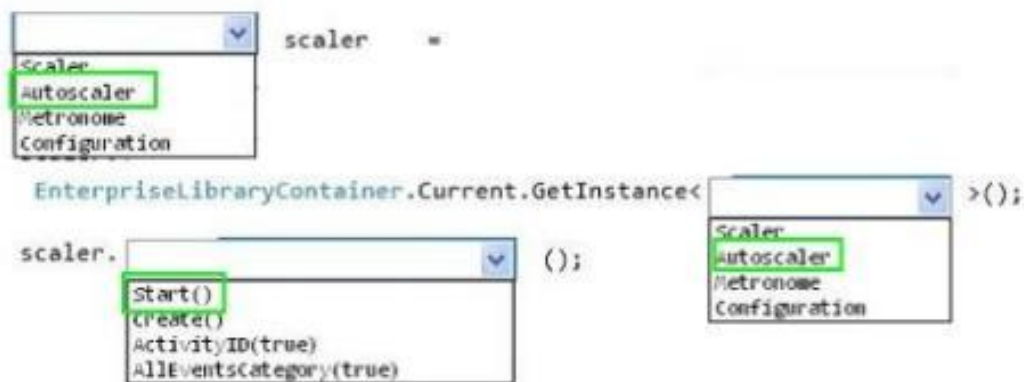 scaler =
Scaler
Autoscaler
Metronome
Configuration
EnterpriseLibraryContainer.Current.GetInstance< >();
Scaler
Autoscaler
Metronome
Configuration
scaler. ();
Start()
Create()
ActivityID(true)
AllEventsCategory(true)